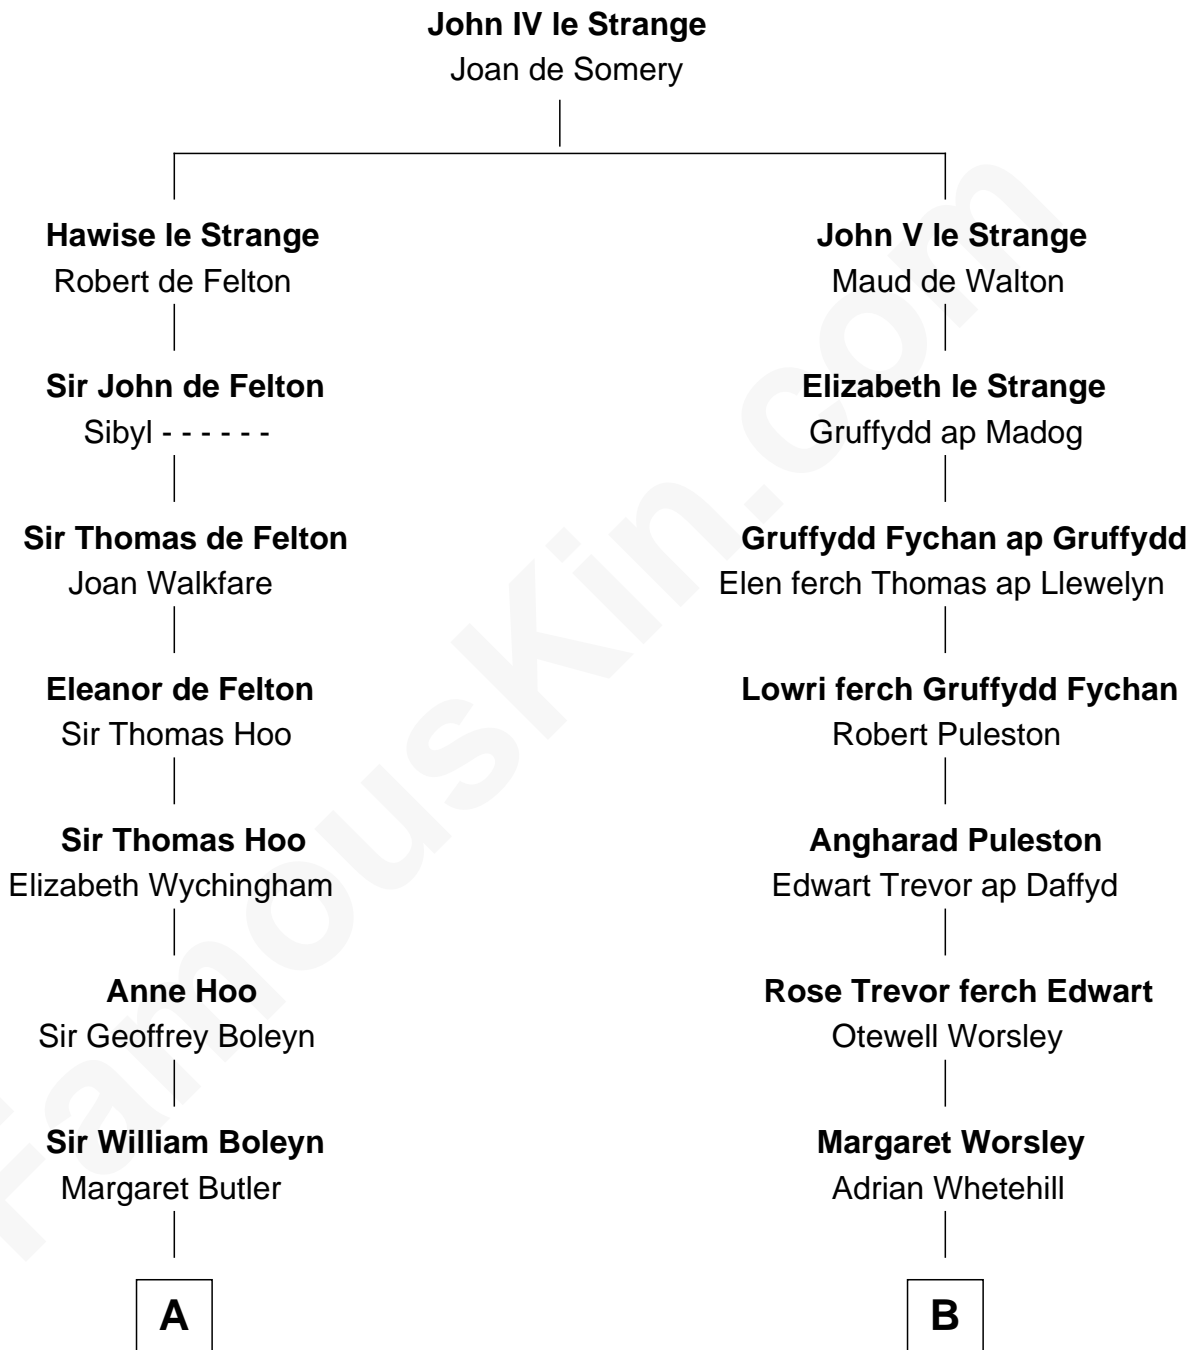 John IV le Strange
Joan de Somery
Hawise le Strange
Robert de Felton
John V le Strange
Maud de Walton
Sir John de Felton
Sibyl - - - - - -
Elizabeth le Strange
Gruffydd ap Madog
Sir Thomas de Felton
Joan Walkfare
Gruffydd Fychan ap Gruffydd
Elen ferch Thomas ap Llewelyn
Eleanor de Felton
Sir Thomas Hoo
Lowri ferch Gruffydd Fychan
Robert Puleston
Sir Thomas Hoo
Elizabeth Wychingham
Angharad Puleston
Edwart Trevor ap Daffyd
Anne Hoo
Sir Geoffrey Boleyn
Rose Trevor ferch Edwart
Otewell Worsley
Sir William Boleyn
Margaret Butler
Margaret Worsley
Adrian Whetehill
A
B
FamousKin.com